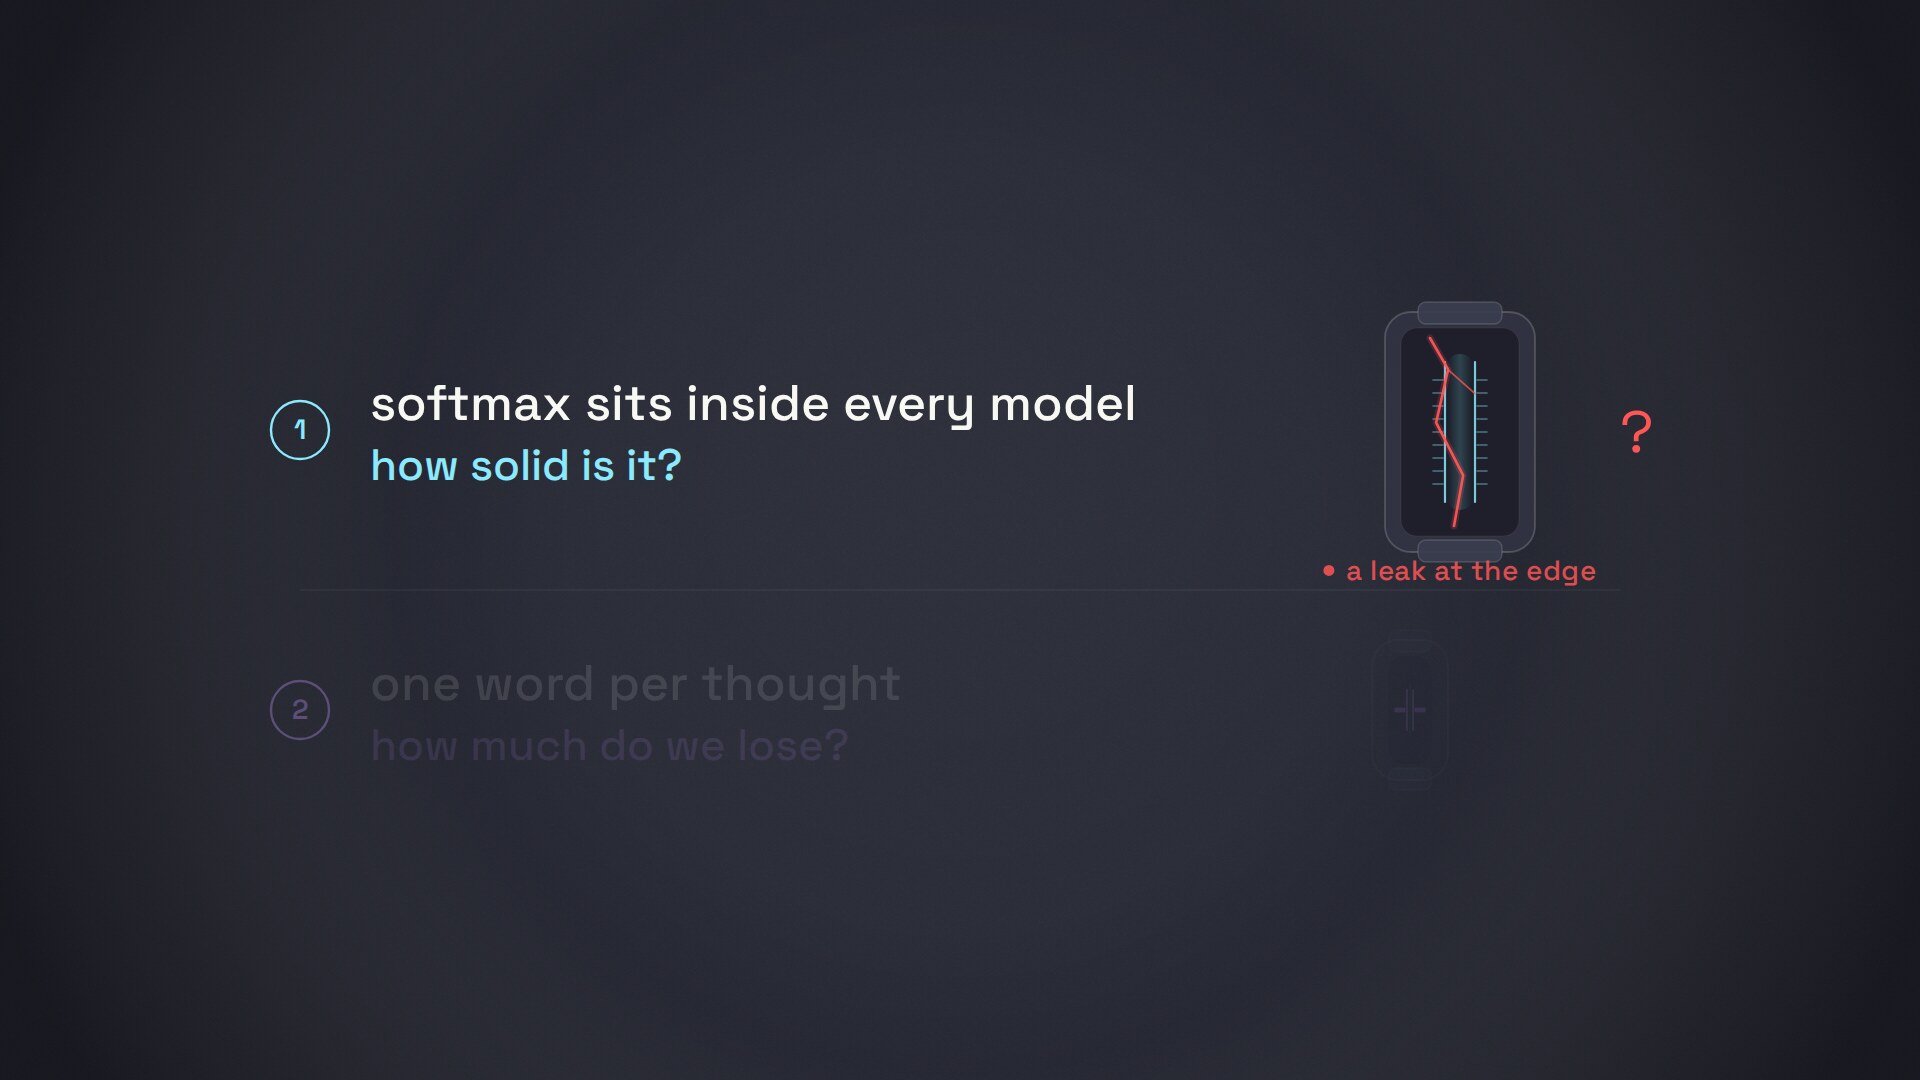 1
softmax sits inside every model
how solid is it?
?
a leak at the edge
2
one word per thought
how much do we lose?